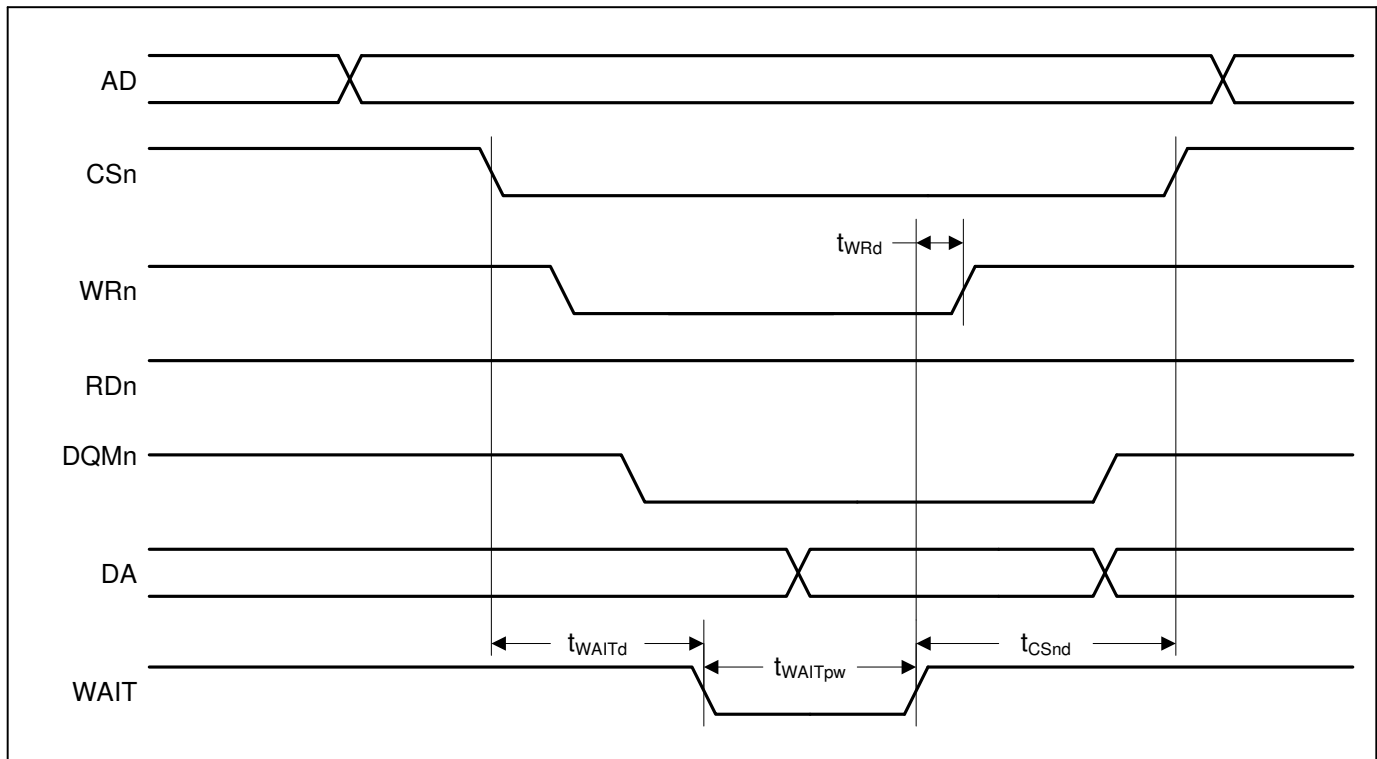 AD
CSn
tWRd
WRn
RDn
DQMn
DA
tWAITd
tCSnd
tWAITpw
WAIT